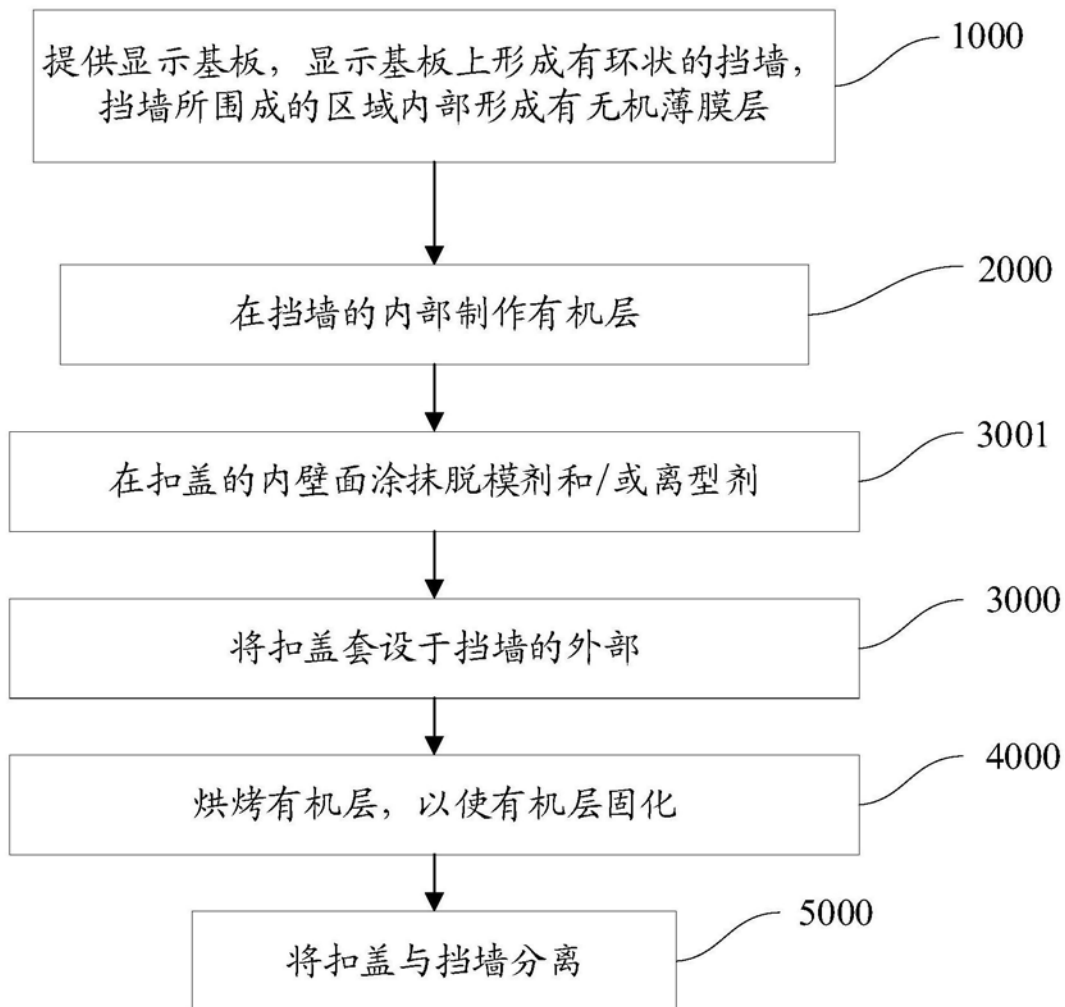 提供显示基板，显示基板上形成有环状的挡墙，
挡墙所围成的区域内部形成有无机薄膜层
1000
在挡墙的内部制作有机层
2000
在扣盖的内壁面涂抹脱模剂和/或离型剂
3001
将扣盖套设于挡墙的外部
3000
烘烤有机层，以使有机层固化
4000
将扣盖与挡墙分离
5000